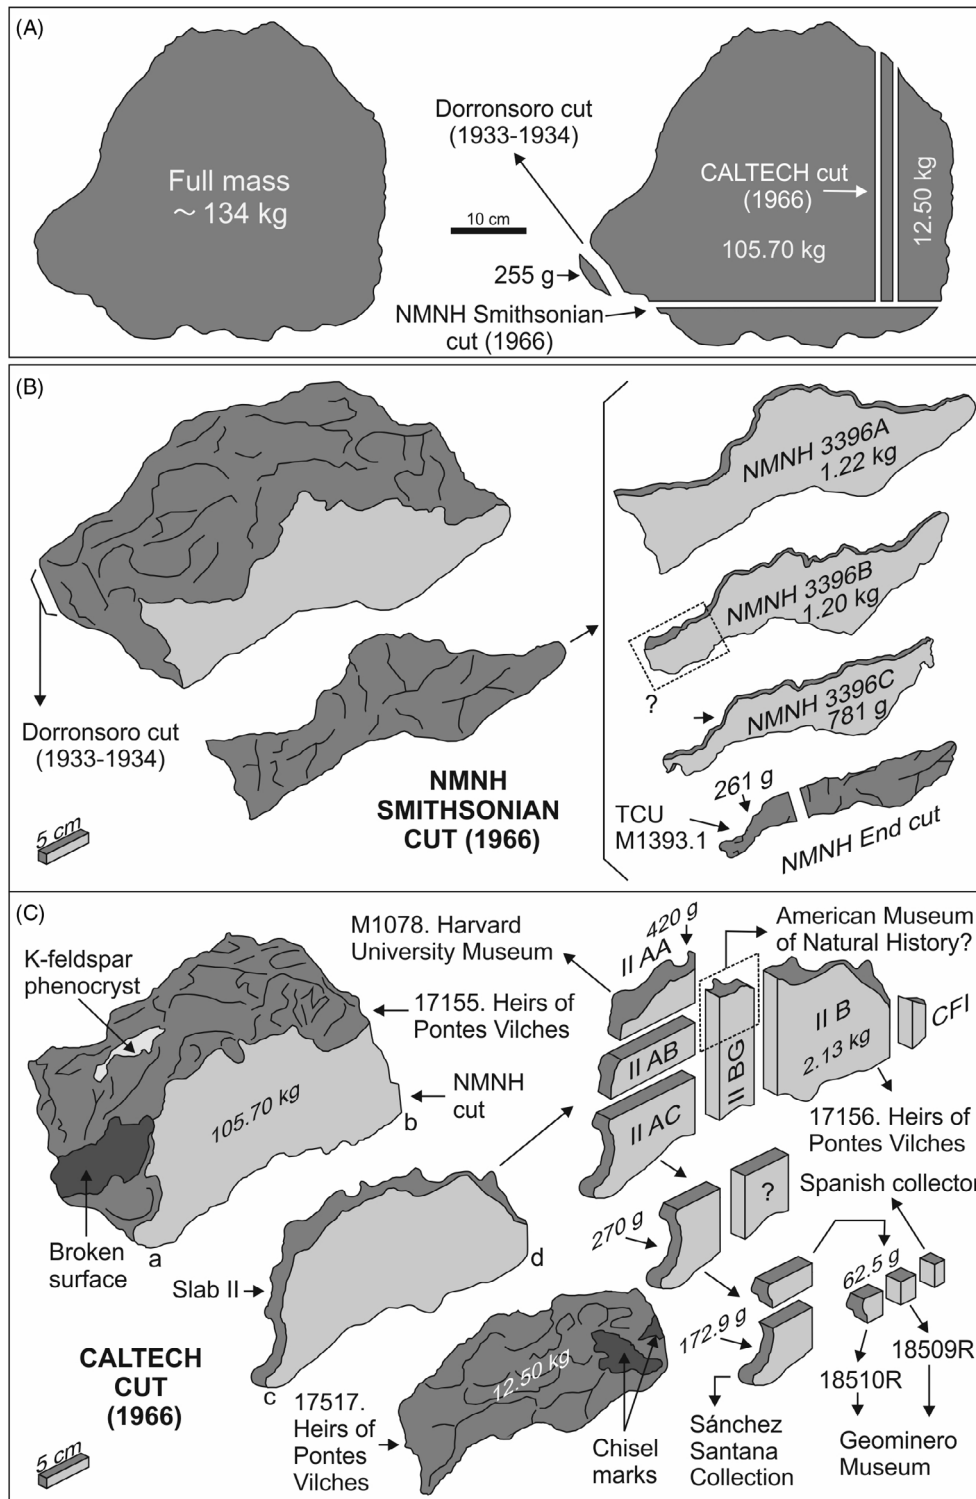 (A)
Full mass
~ 134 kg
Dorronsoro cut
(1933-1934)
10 cm
255 g
NMNH Smithsonian
cut (1966)
CALTECH cut
(1966)
105.70 kg
12.50 kg
(B)
Dorronsoro cut
(1933-1934)
5 cm
NMNH
SMITHSONIAN
CUT (1966)
NMNH 3396A
1.22 kg
NMNH 3396B
1.20 kg
?
NMNH 3396C
781 g
261 g
TCU
M1393.1
NMNH End cut
(C)
K-feldspar
phenocryst
17155. Heirs of
Pontes Vilches
105.70 kg
NMNH
cut
b
Broken
surface
a
Slab II
d
c
CALTECH
CUT
(1966)
5 cm
17517.
Heirs of
Pontes
Vilches
12.50 kg
Chisel
marks
M1078. Harvard
University Museum
420 g
II AA
II AB
II AC
II BG
American Museum
of Natural History?
II B
2.13 kg
CFI
17156. Heirs of
Pontes Vilches
Spanish collector
270 g
?
172.9 g
62.5 g
18509R
18510R
Sánchez
Santana
Collection
Geominero
Museum